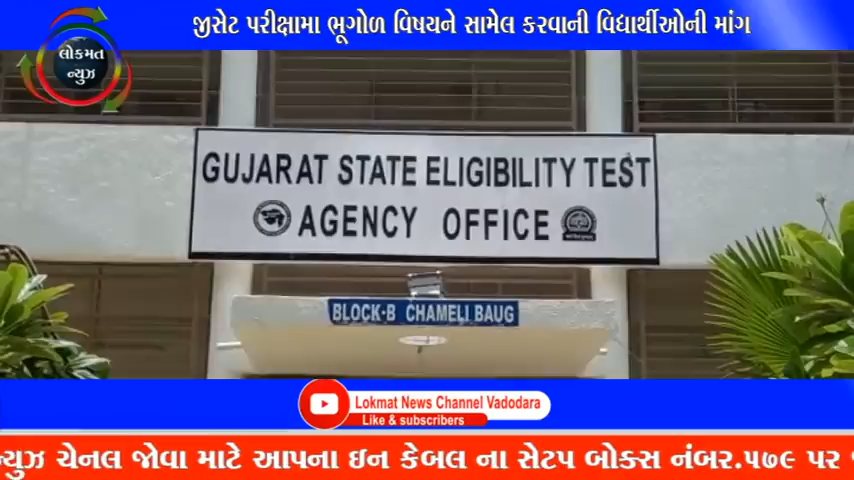 જીસેટ પરીક્ષામા ભૂગોળ વિષયને સામેલ કરવાની વિદ્યાર્થીઓની માંગ
લોકમત
ન્યુઝ
GUJARAT STATE ELIGIBILITY TEST
AGENCY OFFICE
BLOCK-B CHAMELI BAUG
Lokmat News Channel Vadodara
Like & subscribers
ન્યુઝ ચેનલ જોવા માટે આપના ઇન કેબલ ના સેટપ બોક્સ નંબર.૫૭૯ પર